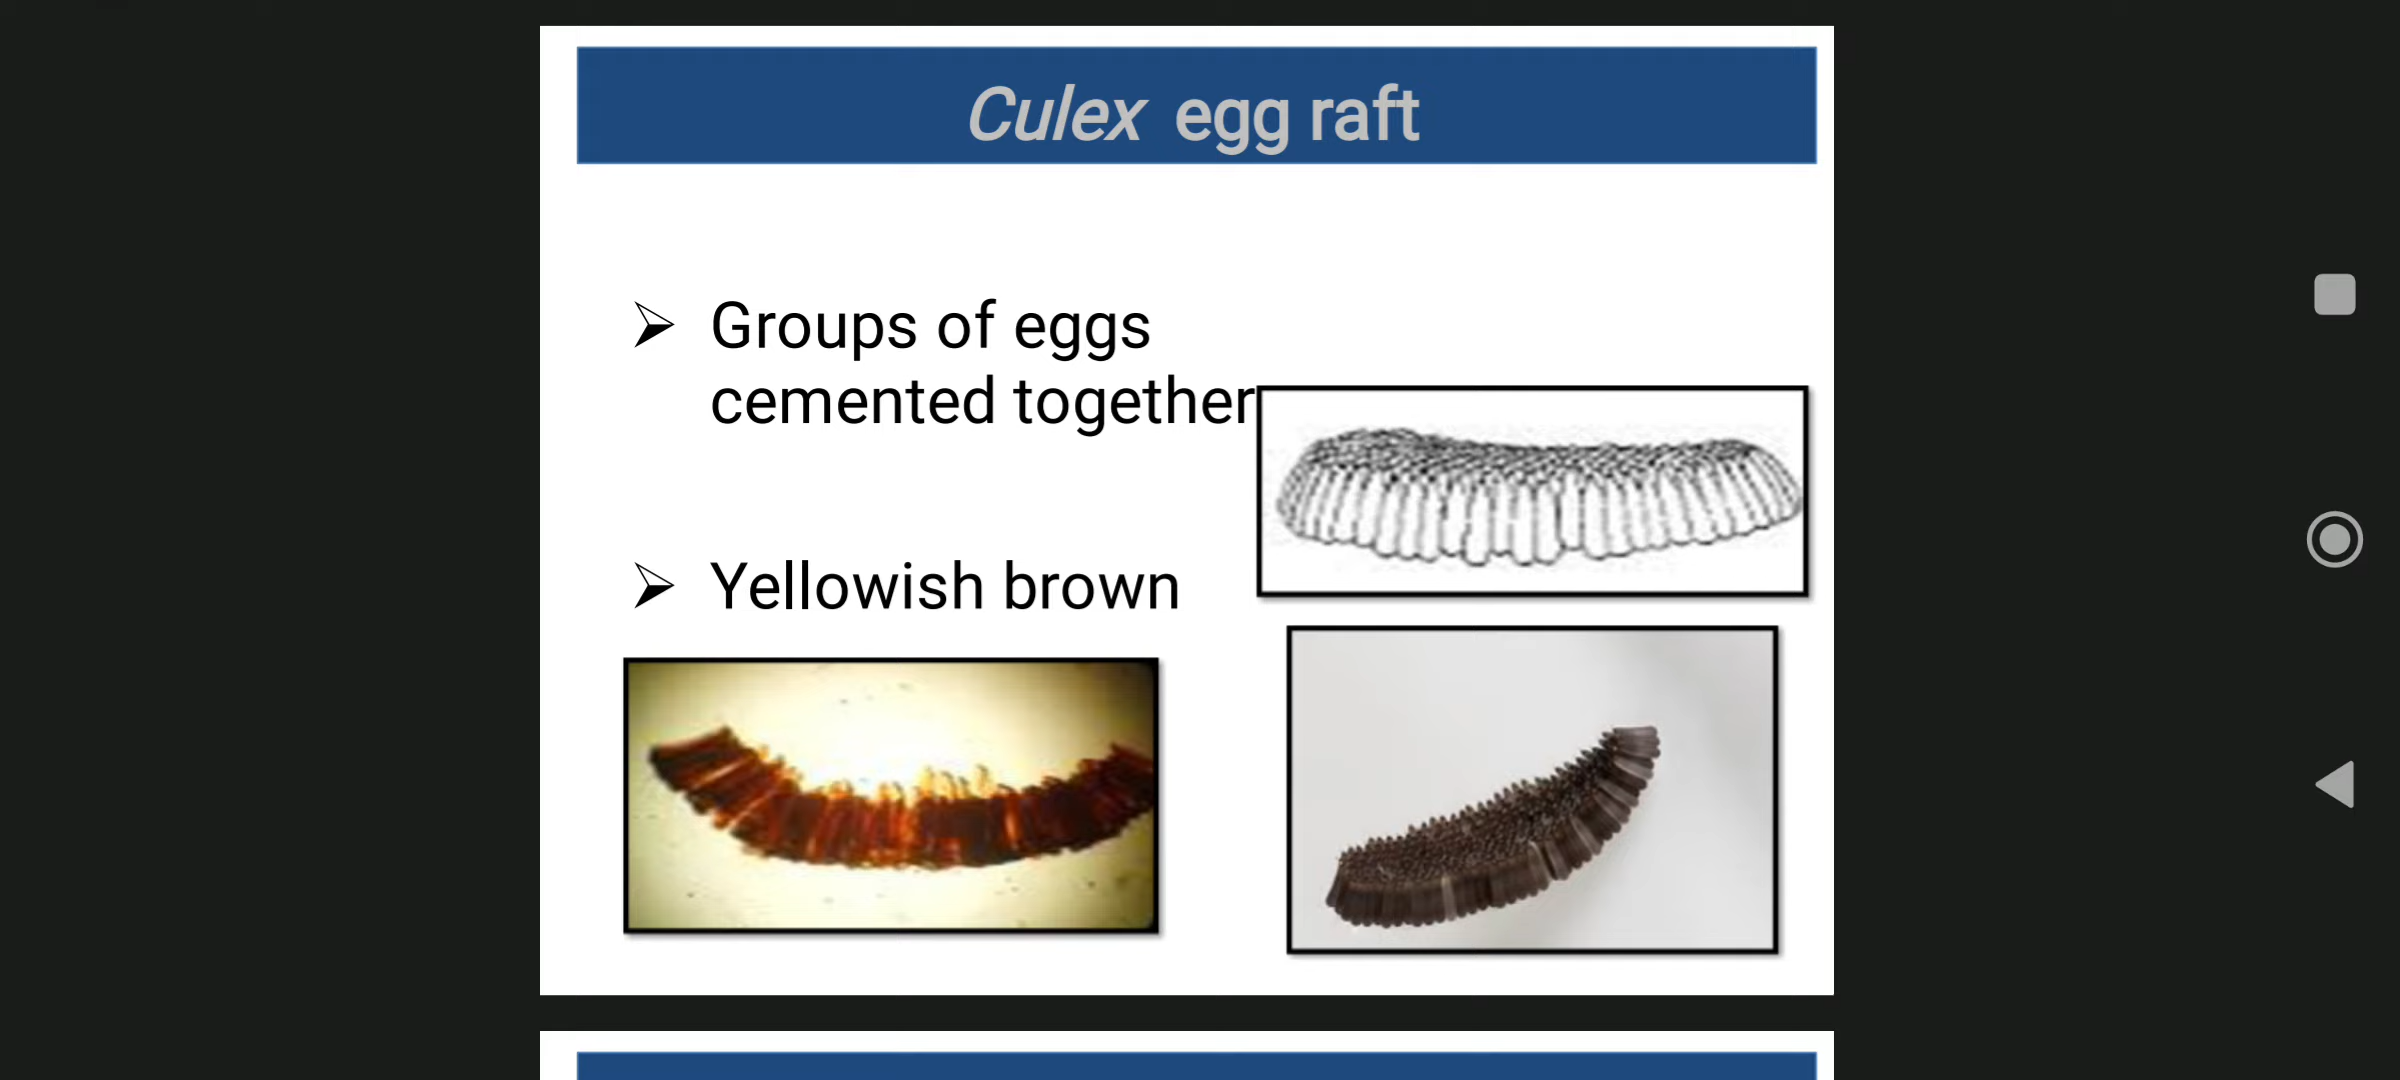 Culex egg raft
Groups of eggs
cemented together
Yellowish brown